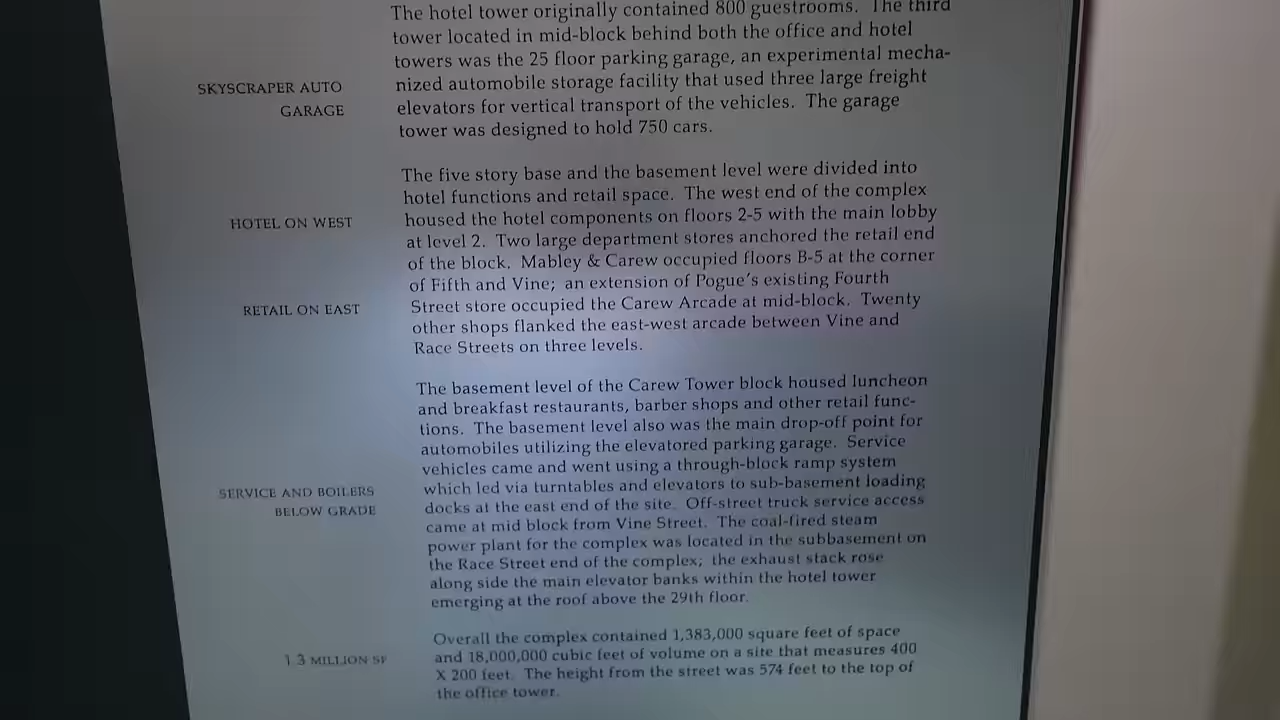 The hotel tower originally contained 800 guestrooms. The third
tower located in mid-block behind both the office and hotel
towers was the 25 floor parking garage, an experimental mecha-
SKYSCRAPER AUTO
GARAGE
nized automobile storage facility that used three large freight
elevators for vertical transport of the vehicles. The garage
tower was designed to hold 750 cars.
The five story base and the basement level were divided into
hotel functions and retail space. The west end of the complex
HOTEL ON WEST
housed the hotel components on floors 2-5 with the main lobby
at level 2. Two large department stores anchored the retail end
of the block. Mabley & Carew occupied floors B-5 at the corner
of Fifth and Vine; an extension of Pogue's existing Fourth
RETAIL ON EAST
Street store occupied the Carew Arcade at mid-block. Twenty
other shops flanked the east-west arcade between Vine and
Race Streets on three levels.
The basement level of the Carew Tower block housed luncheon
and breakfast restaurants, barber shops and other retail func-
tions. The basement level also was the main drop-off point for
automobiles utilizing the elevatored parking garage. Service
vehicles came and went using a through-block ramp system
SERVICE AND BOILERS
BELOW GRADE
which led via turntables and elevators to sub-basement loading
docks at the east end of the site. Off-street truck service access
came at mid block from Vine Street. The coal-fired steam
power plant for the complex was located in the subbasement on
the Race Street end of the complex; the exhaust stack rose
along side the main elevator banks within the hotel tower
emerging at the roof above the 29th floor.
Overall the complex contained 1,383,000 square feet of space
1.3 MILLION SF
and 18,000,000 cubic feet of volume on a site that measures 400
X 200 feet. The height from the street was 574 feet to the top of
the office tower.